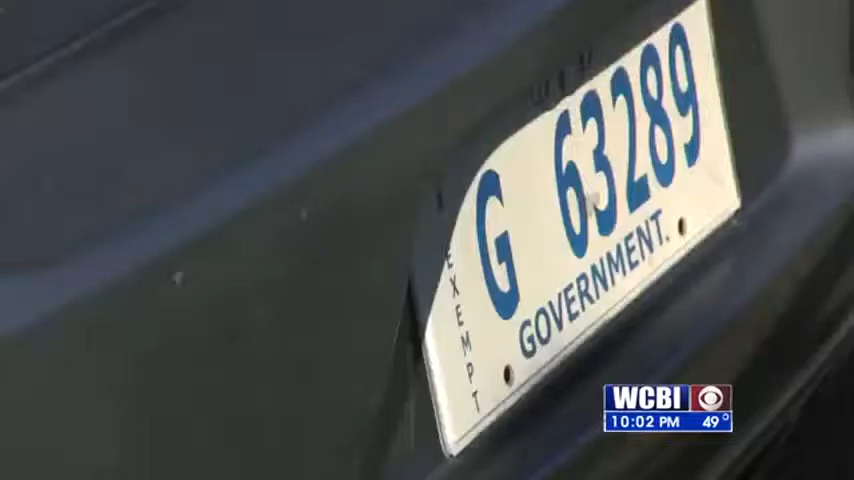 G 63289
EXEMPT
GOVERNMENT.
WCBI
10:02 PM 49°